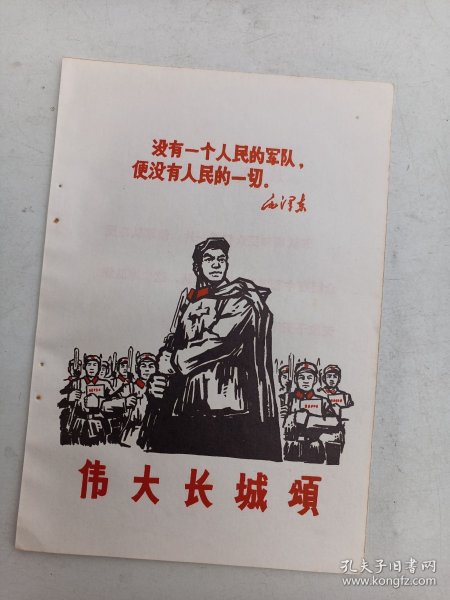 没有一个人民的军队，
便没有人民的一切。
毛泽东
伟大长城颂
孔夫子旧书网
www.kongfz.com